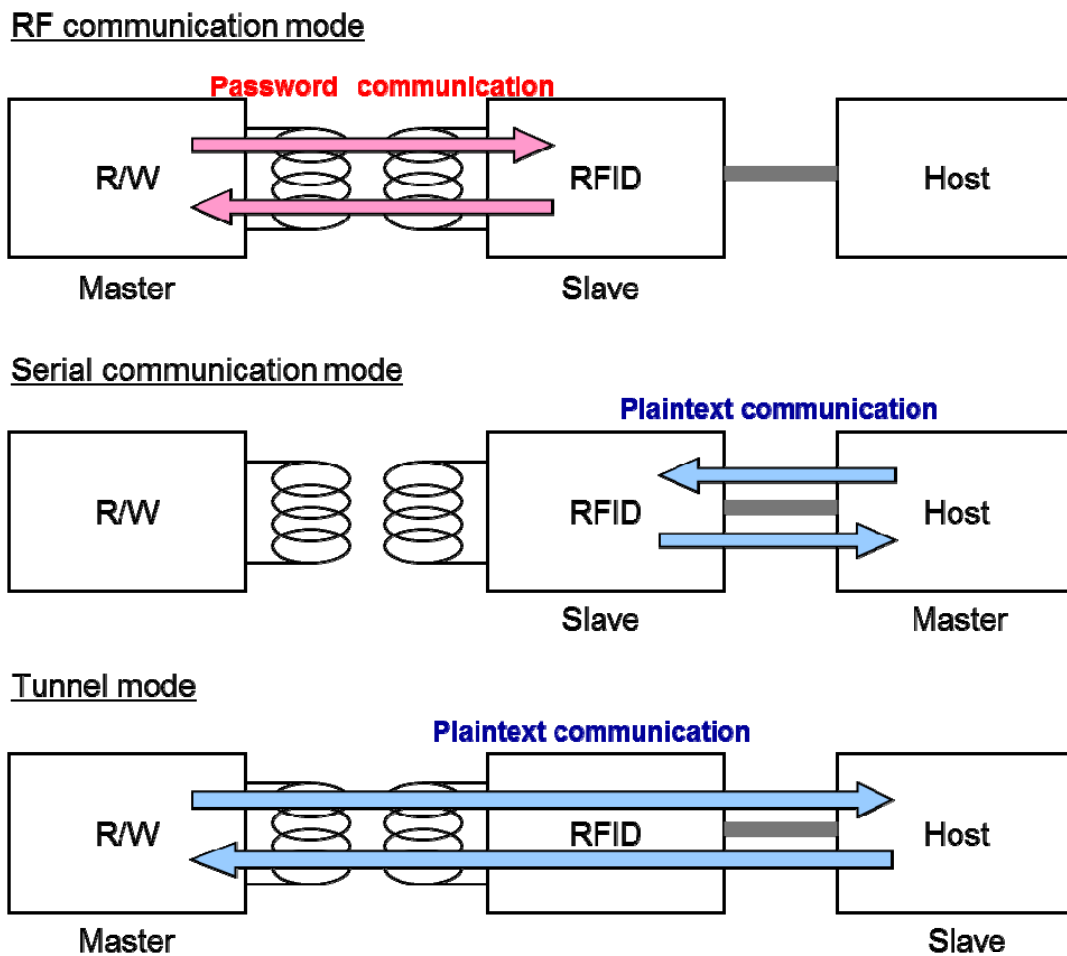 RF communication mode
Password communication
R/W RFID Host
Master Slave
Serial communication mode
Plaintext communication
R/W RFID Host
Slave Master
Tunnel mode
Plaintext communication
R/W RFID Host
Master Slave